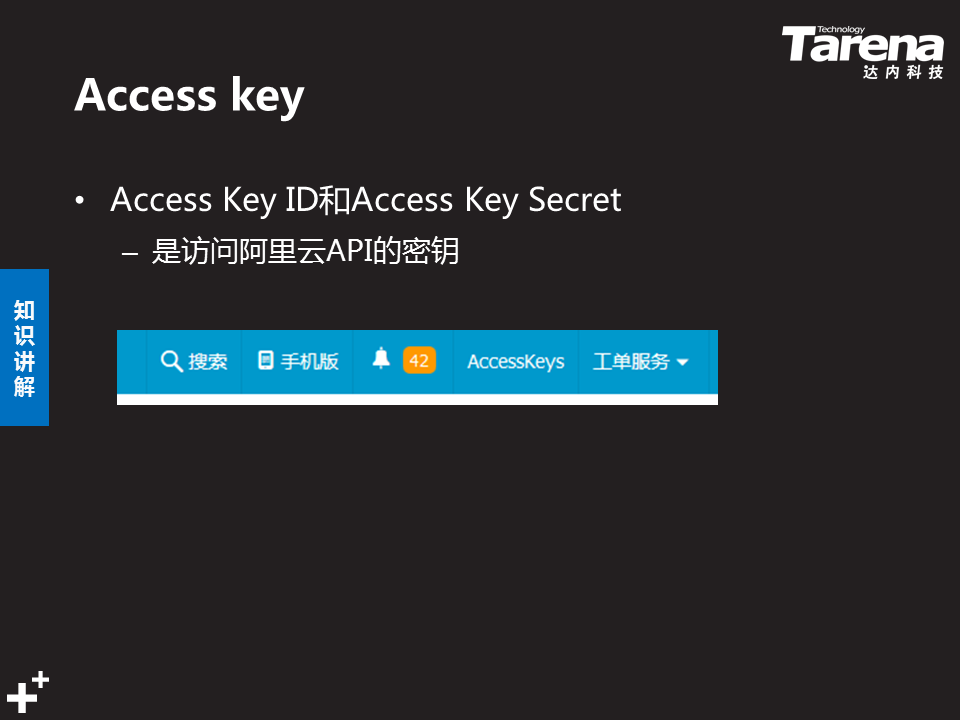 Technology
Tarena
达内科技
Access key
• Access Key ID和Access Key Secret
– 是访问阿里云API的密钥
知识讲解
搜索 手机版 42 AccessKeys 工单服务